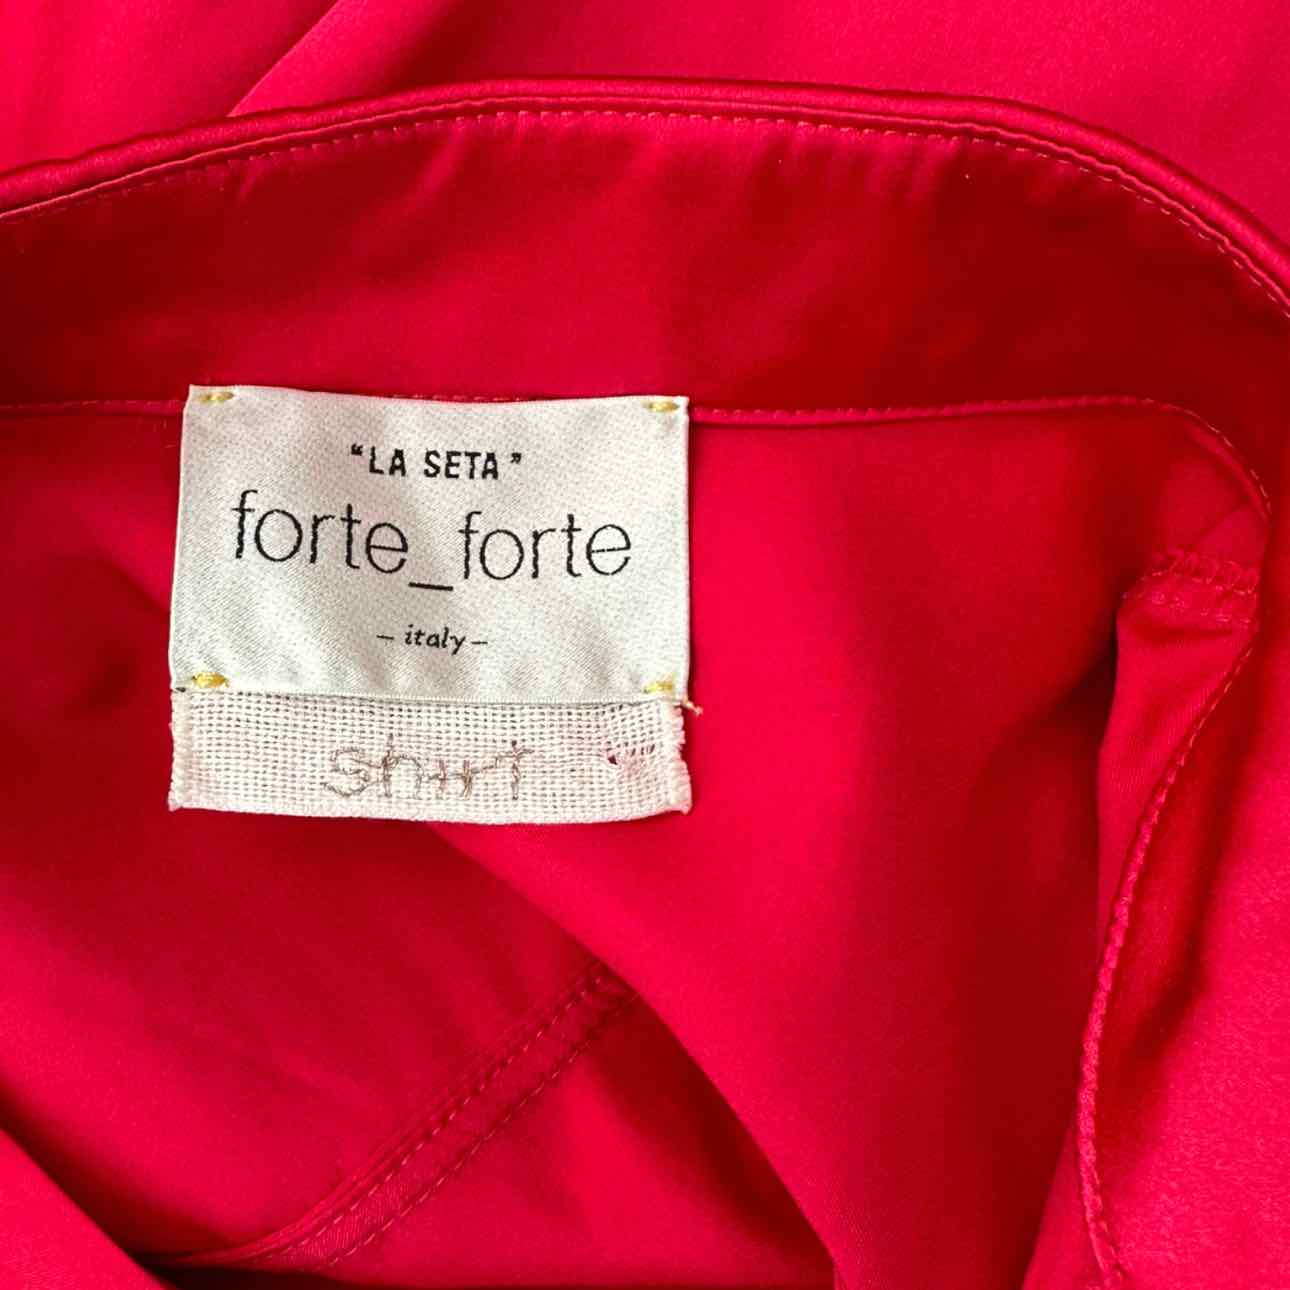 “LA SETA”
forte_forte
– italy –
shirt